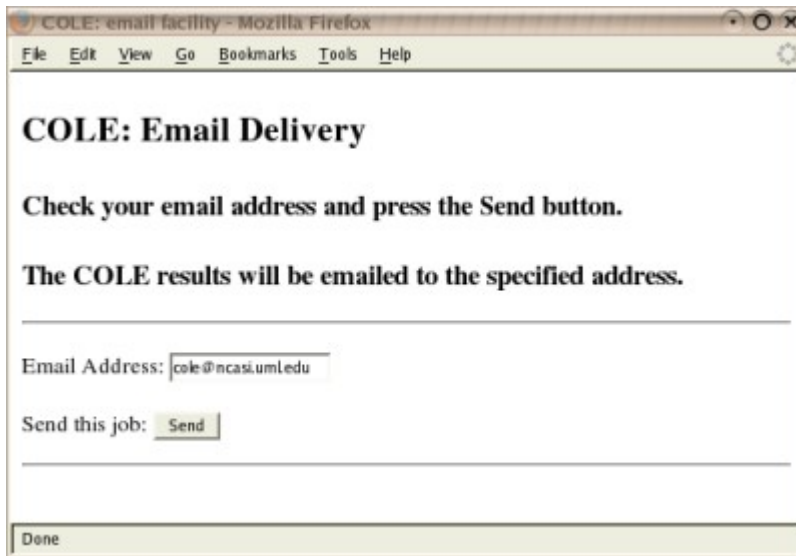 COLE: email facility - Mozilla Firefox
File Edit View Go Bookmarks Tools Help
COLE: Email Delivery
Check your email address and press the Send button.
The COLE results will be emailed to the specified address.
Email Address: cole@ncasi.uml.edu
Send this job: Send
Done